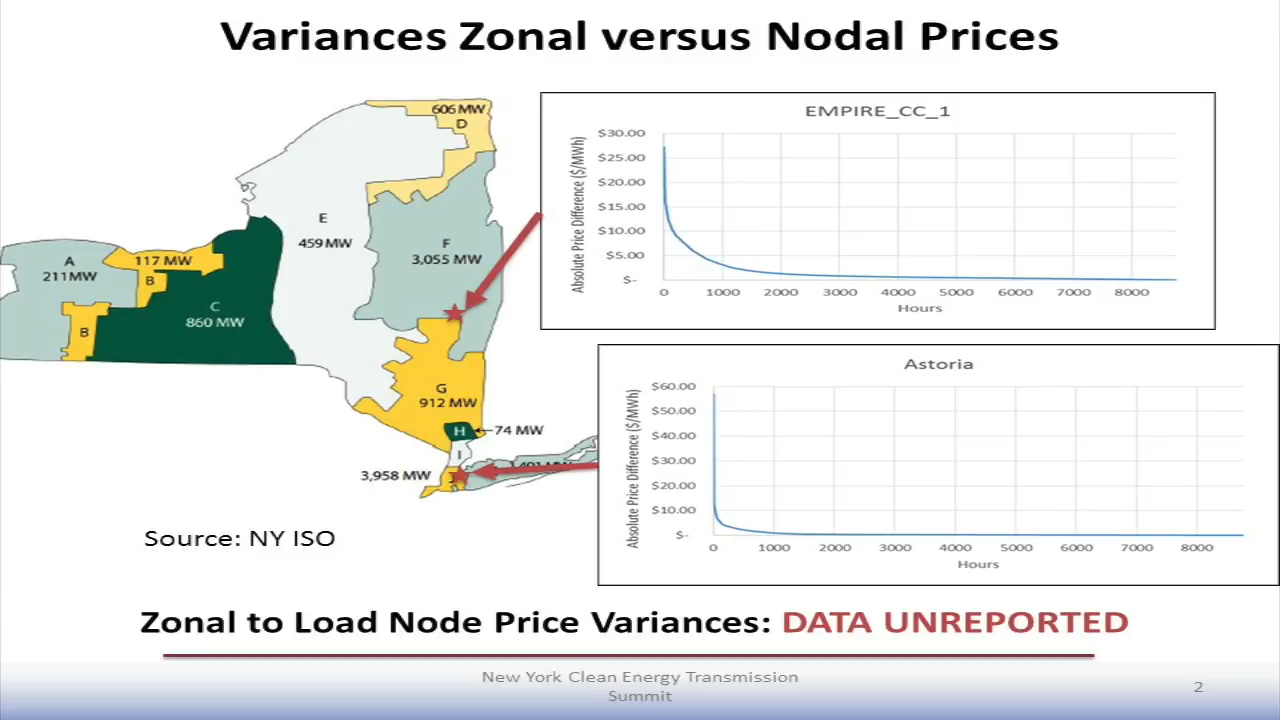 Variances Zonal versus Nodal Prices
606 MW
D
E
459 MW
F
3,055 MW
A
211MW
117 MW
B
B
C
860 MW
G
912 MW
H
74 MW
I
3,958 MW
J
Source: NY ISO
EMPIRE_CC_1
Absolute Price Difference ($/MWh)
$30.00
$25.00
$20.00
$15.00
$10.00
$5.00
$-
0 1000 2000 3000 4000 5000 6000 7000 8000
Hours
Astoria
Absolute Price Difference ($/MWh)
$60.00
$50.00
$40.00
$30.00
$20.00
$10.00
$-
0 1000 2000 3000 4000 5000 6000 7000 8000
Hours
Zonal to Load Node Price Variances: DATA UNREPORTED
New York Clean Energy Transmission
Summit
2